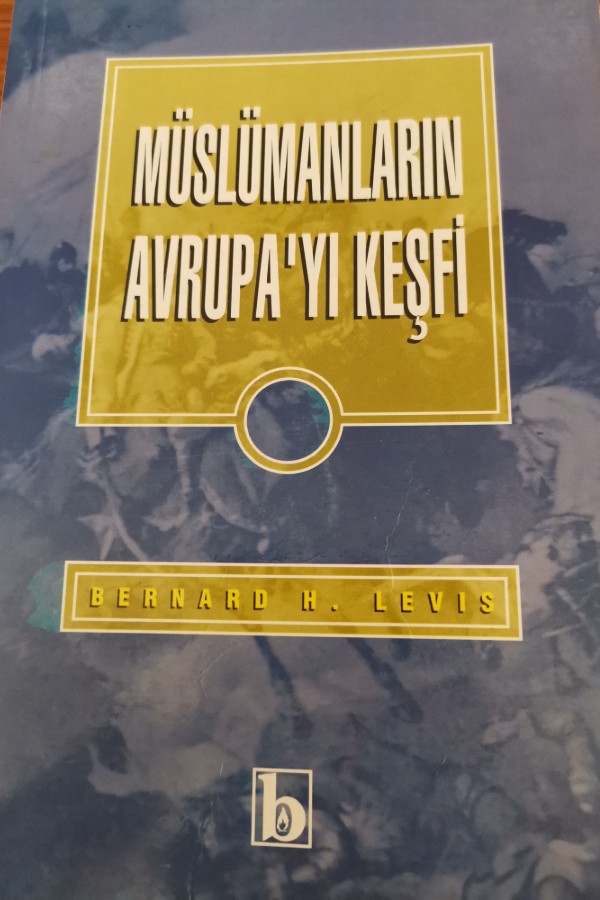 MÜSLÜMANLARIN
AVRUPA'YI KEŞFİ
BERNARD H. LEVIS
b